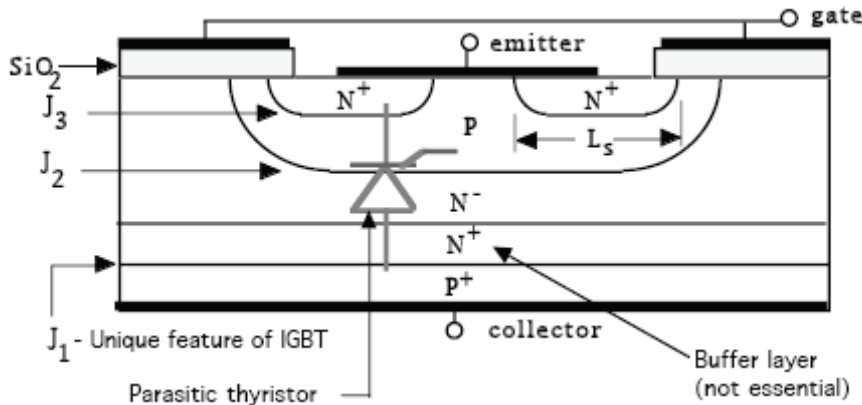 gate
emitter
SiO2
N+ N+
J3
P
Ls
J2
N-
N+
P+
collector
J1 - Unique feature of IGBT
Buffer layer
(not essential)
Parasitic thyristor